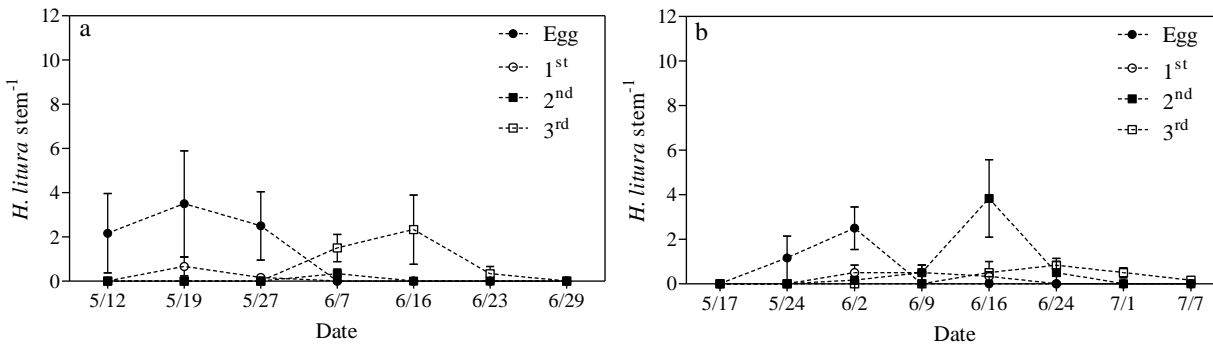 a
12
10
8
6
4
2
0
H. litura stem⁻¹
Egg
1ˢᵗ
2ⁿᵈ
3ʳᵈ
5/12 5/19 5/27 6/7 6/16 6/23 6/29
Date
b
12
10
8
6
4
2
0
H. litura stem⁻¹
Egg
1ˢᵗ
2ⁿᵈ
3ʳᵈ
5/17 5/24 6/2 6/9 6/16 6/24 7/1 7/7
Date